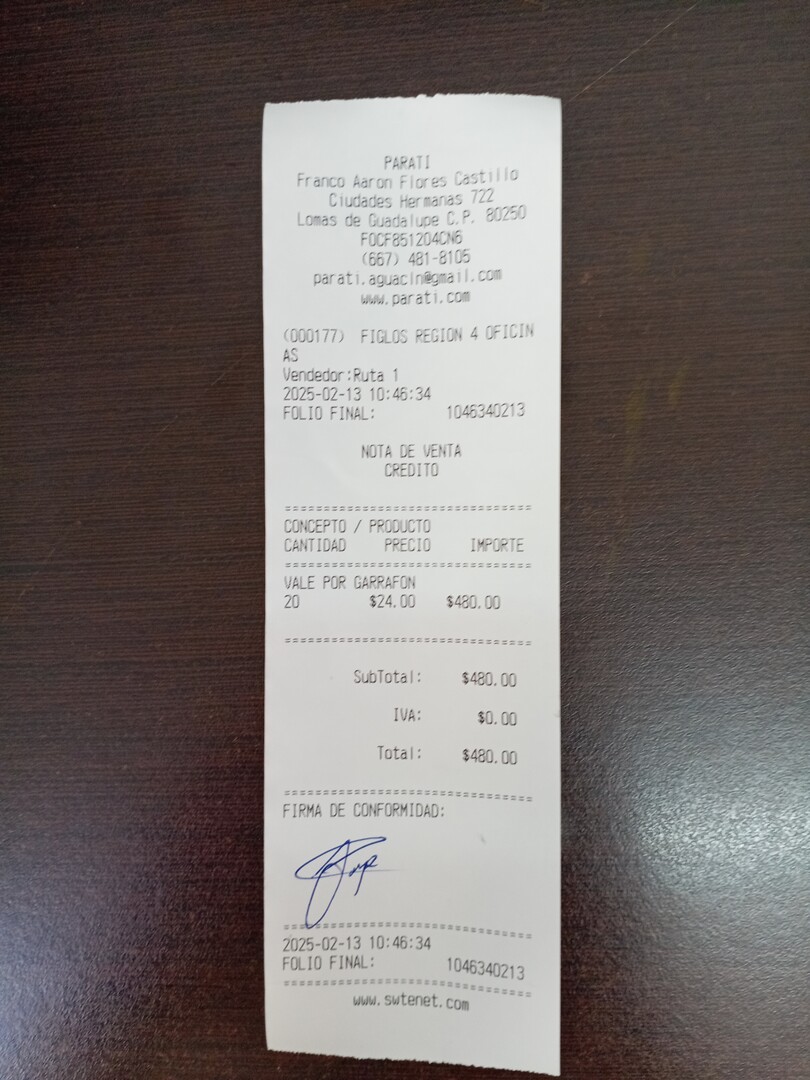 PARATI
Franco Aaron Flores Castillo
Ciudades Hermanas 722
Lomas de Guadalupe C.P. 80250
FOCF851204CN6
(667) 481-8105
parati.aguacln@gmail.com
www.parati.com
(000177) FIGLOS REGION 4 OFICIN
AS
Vendedor:Ruta 1
2025-02-13 10:46:34
FOLIO FINAL: 1046340213
NOTA DE VENTA
CREDITO
================================
CONCEPTO / PRODUCTO
CANTIDAD PRECIO IMPORTE
================================
VALE POR GARRAFON
20 $24.00 $480.00
================================
SubTotal: $480.00
IVA: $0.00
Total: $480.00
================================
FIRMA DE CONFORMIDAD:
================================
2025-02-13 10:46:34
FOLIO FINAL: 1046340213
================================
www.swtenet.com